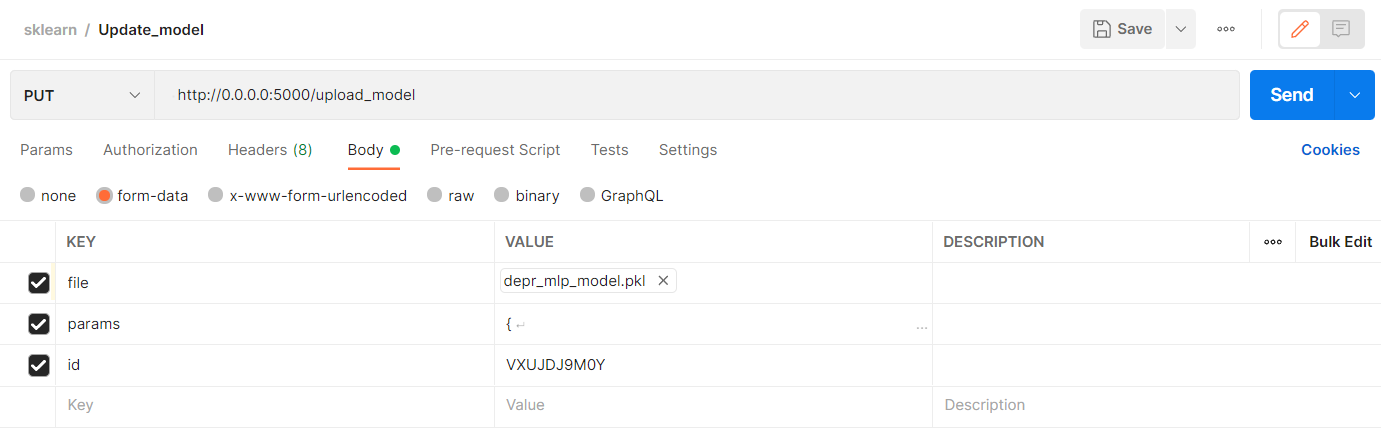 sklearn / Update_model Save
PUT http://0.0.0.0:5000/upload_model Send
Params Authorization Headers (8) Body Pre-request Script Tests Settings Cookies
none form-data x-www-form-urlencoded raw binary GraphQL
KEY VALUE DESCRIPTION Bulk Edit
file depr_mlp_model.pkl
params { ↵ ...
id VXUJDJ9M0Y
Key Value Description